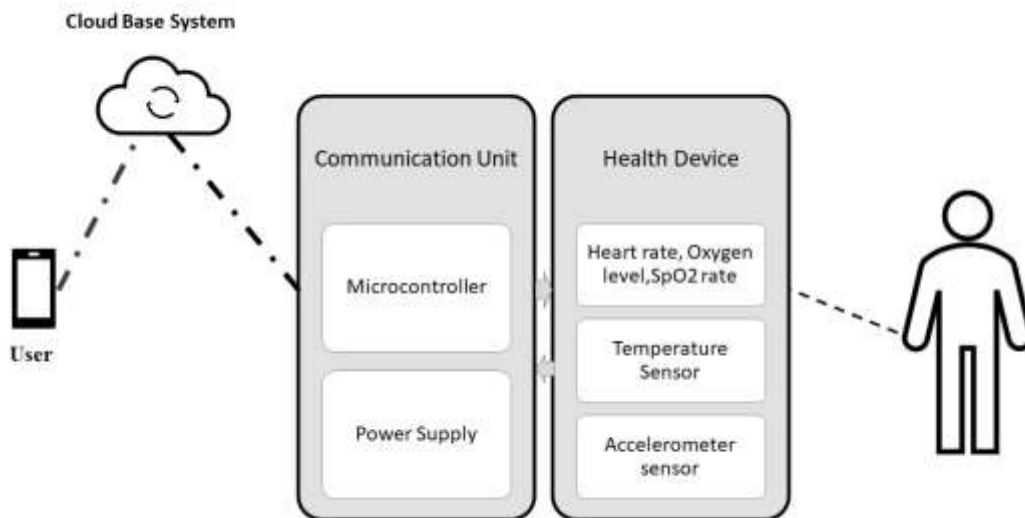 Cloud Base System
Communication Unit
Health Device
Microcontroller
Heart rate, Oxygen
level,SpO2 rate
User
Temperature
Sensor
Power Supply
Accelerometer
sensor